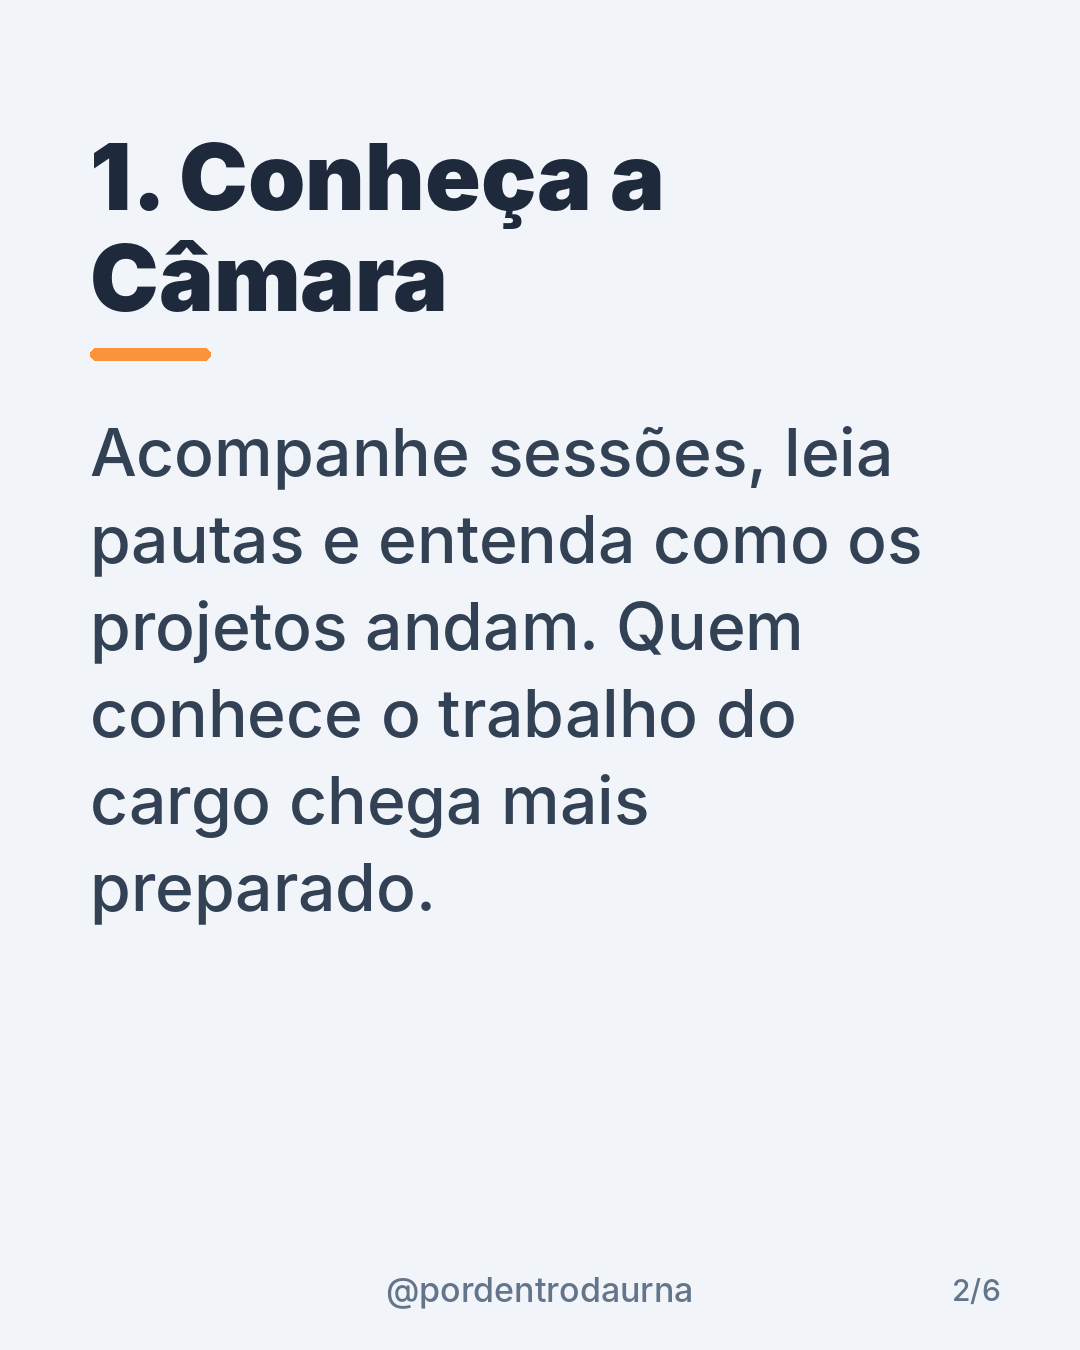 1. Conheça a
Câmara
Acompanhe sessões, leia
pautas e entenda como os
projetos andam. Quem
conhece o trabalho do
cargo chega mais
preparado.
@pordentrodaurna
2/6